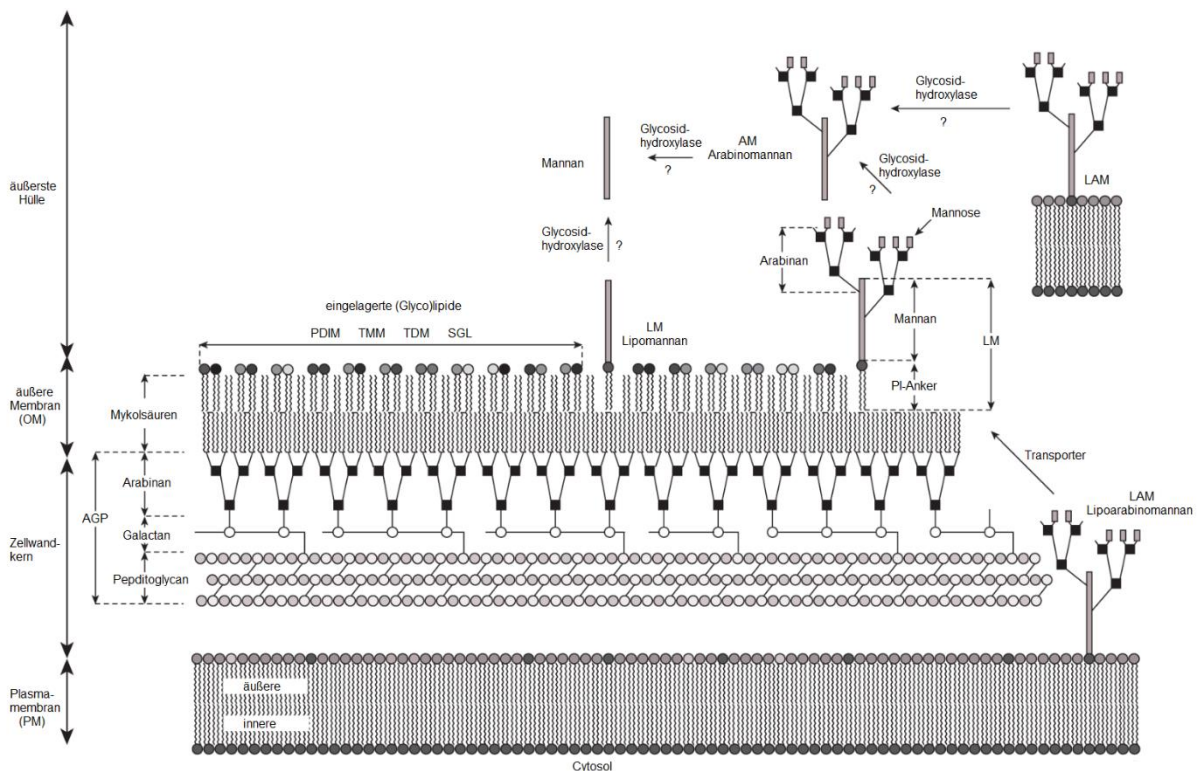 äußerste
Hülle
äußere
Membran
(OM)
Zellwand-
kern
Plasma-
membran
(PM)
Mykolsäuren
AGP
Arabinan
Galactan
Pepditoglycan
eingelagerte (Glyco)lipide
PDIM TMM TDM SGL
Mannan
Glycosid-
hydroxylase
?
LM
Lipomannan
Glycosid-
hydroxylase
?
AM
Arabinomannan
Glycosid-
hydroxylase
?
Glycosid-
hydroxylase
?
LAM
Mannose
Arabinan
Mannan
LM
PI-Anker
Transporter
LAM
Lipoarabinomannan
äußere
innere
Cytosol